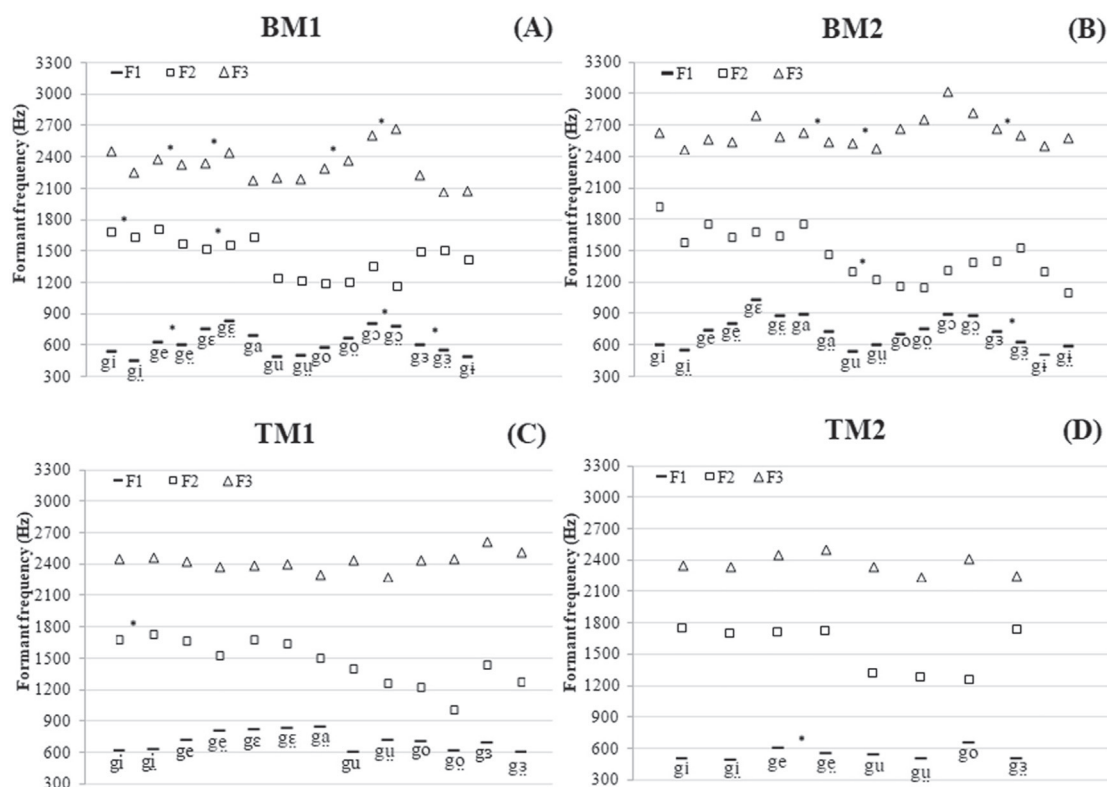 BM1 (A)
3300
3000
2700
2400
2100
1800
1500
1200
900
600
300
Formant frequency (Hz)
F1 F2 F3
gi gi̤ ge ge̤ gɛ gɛ̤ ga gu gṳ go go̤ gɔ gɔ̤ gɜ gɜ̤ gɨ
BM2 (B)
3300
3000
2700
2400
2100
1800
1500
1200
900
600
300
Formant frequency (Hz)
F1 F2 F3
gi gi̤ ge ge̤ gɛ gɛ̤ ga ga̤ gu gṳ go go̤ gɔ gɔ̤ gɜ gɜ̤ gɨ gɨ̤
TM1 (C)
3300
3000
2700
2400
2100
1800
1500
1200
900
600
300
Formant frequency (Hz)
F1 F2 F3
gi gi̤ ge ge̤ gɛ gɛ̤ ga̤ gu gṳ go go̤ gɜ gɜ̤
TM2 (D)
3300
3000
2700
2400
2100
1800
1500
1200
900
600
300
Formant frequency (Hz)
F1 F2 F3
gi gi̤ ge ge̤ gu gṳ go gɜ̤